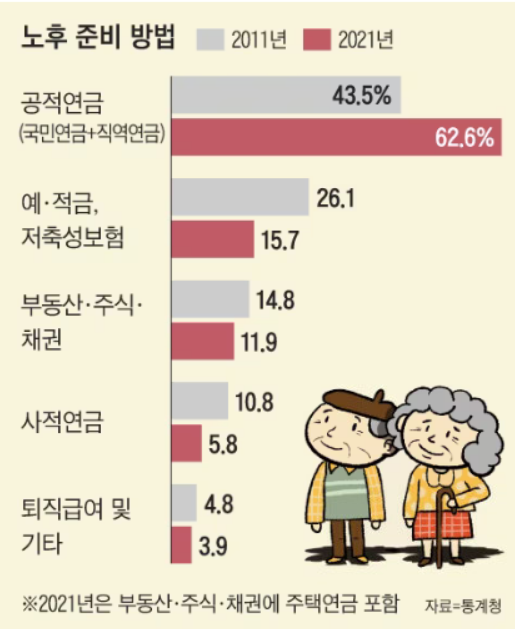 노후 준비 방법 2011년 2021년
공적연금
(국민연금+직역연금)
43.5%
62.6%
예·적금,
저축성보험
26.1
15.7
부동산·주식·
채권
14.8
11.9
사적연금
10.8
5.8
퇴직급여 및
기타
4.8
3.9
※2021년은 부동산·주식·채권에 주택연금 포함 자료=통계청